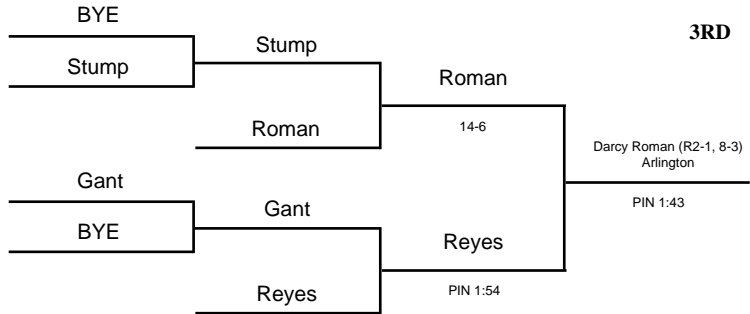 BYE
3RD
Stump
Stump
Roman
Roman
14-6
Darcy Roman (R2-1, 8-3)
Arlington
Gant
PIN 1:43
Gant
BYE
Reyes
Reyes
PIN 1:54